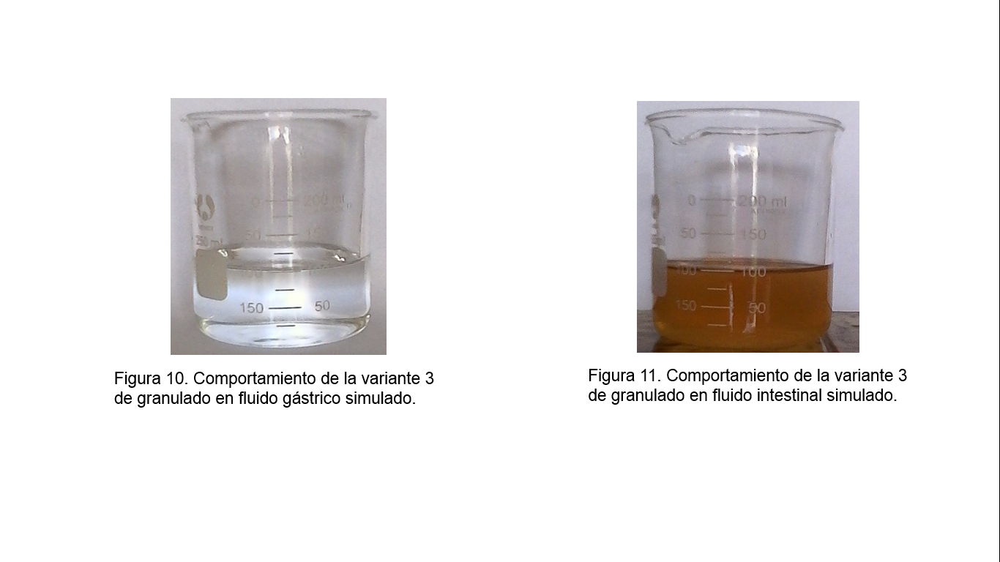 0 200 ml
50 150
250 ml
150 50
Figura 10. Comportamiento de la variante 3
de granulado en fluido gástrico simulado.
0 200 ml
50 150
100 100
150 50
Figura 11. Comportamiento de la variante 3
de granulado en fluido intestinal simulado.